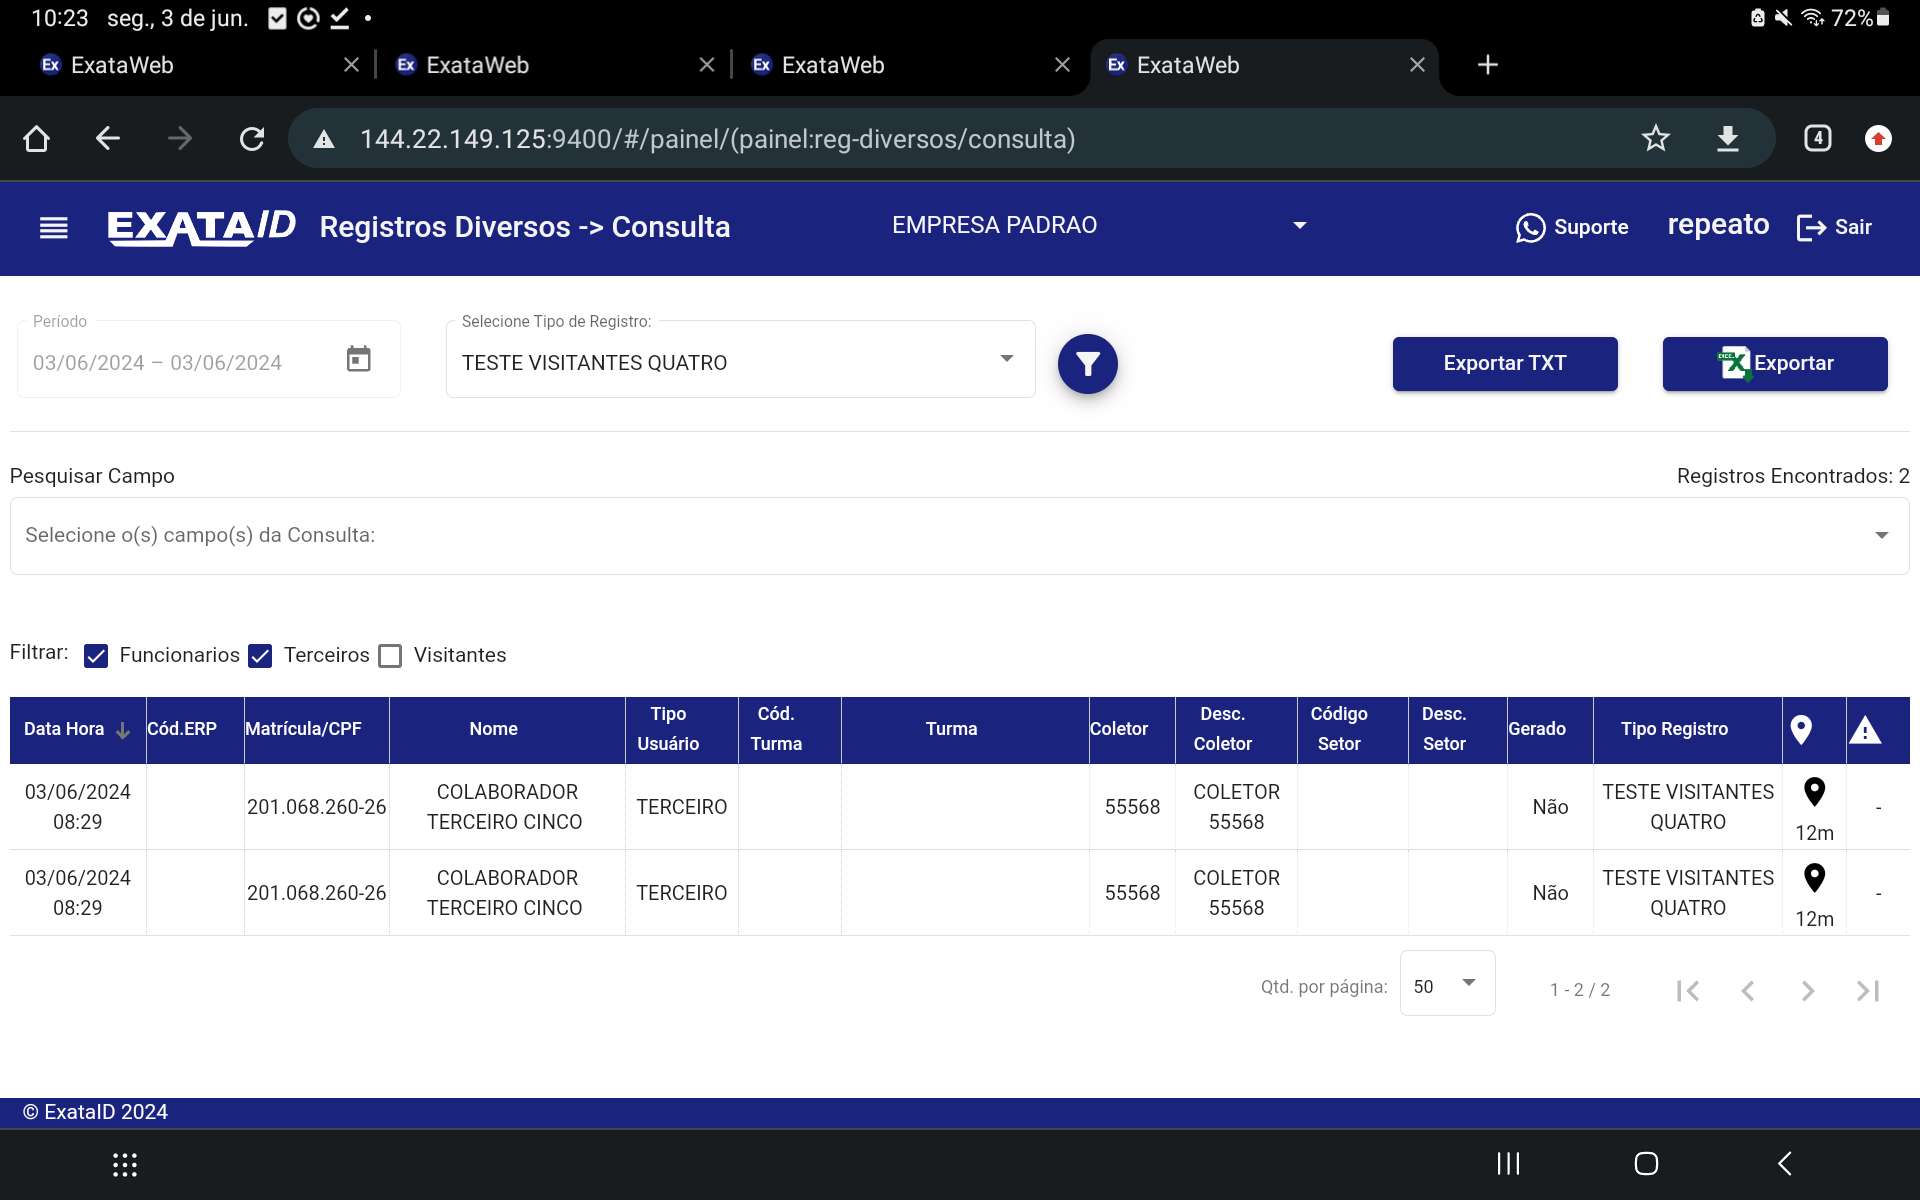 10:23 seg., 3 de jun. 72%
Ex ExataWeb Ex ExataWeb Ex ExataWeb Ex ExataWeb
144.22.149.125:9400/#/painel/(painel:reg-diversos/consulta) 4
EXATAID Registros Diversos -> Consulta EMPRESA PADRAO Suporte repeato Sair
Período
03/06/2024 – 03/06/2024
Selecione Tipo de Registro:
TESTE VISITANTES QUATRO
Exportar TXT
Exportar
Pesquisar Campo Registros Encontrados: 2
Selecione o(s) campo(s) da Consulta:
Filtrar: Funcionarios Terceiros Visitantes
Data Hora Cód.ERP Matrícula/CPF Nome Tipo Usuário Cód. Turma Turma Coletor Desc. Coletor Código Setor Desc. Setor Gerado Tipo Registro
03/06/2024 08:29 201.068.260-26 COLABORADOR TERCEIRO CINCO TERCEIRO 55568 COLETOR 55568 Não TESTE VISITANTES QUATRO 12m -
03/06/2024 08:29 201.068.260-26 COLABORADOR TERCEIRO CINCO TERCEIRO 55568 COLETOR 55568 Não TESTE VISITANTES QUATRO 12m -
Qtd. por página: 50 1 - 2 / 2
© ExataID 2024